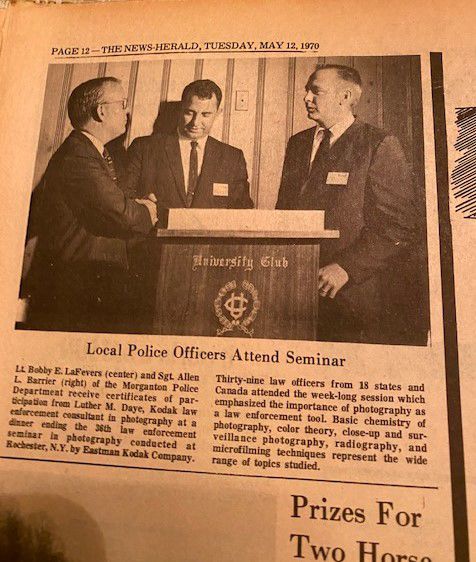 PAGE 12 — THE NEWS-HERALD, TUESDAY, MAY 12, 1970
University Club
Local Police Officers Attend Seminar
Lt. Bobby E. LaFevers (center) and Sgt. Allen
L. Barrier (right) of the Morganton Police
Department receive certificates of par-
ticipation from Luther M. Daye, Kodak law
enforcement consultant in photography at a
dinner ending the 36th law enforcement
seminar in photography conducted at
Rochester, N.Y. by Eastman Kodak Company.
Thirty-nine law officers from 18 states and
Canada attended the week-long session which
emphasized the importance of photography as
a law enforcement tool. Basic chemistry of
photography, color theory, close-up and sur-
veillance photography, radiography, and
microfilming techniques represent the wide
range of topics studied.
Prizes For
Two Horse